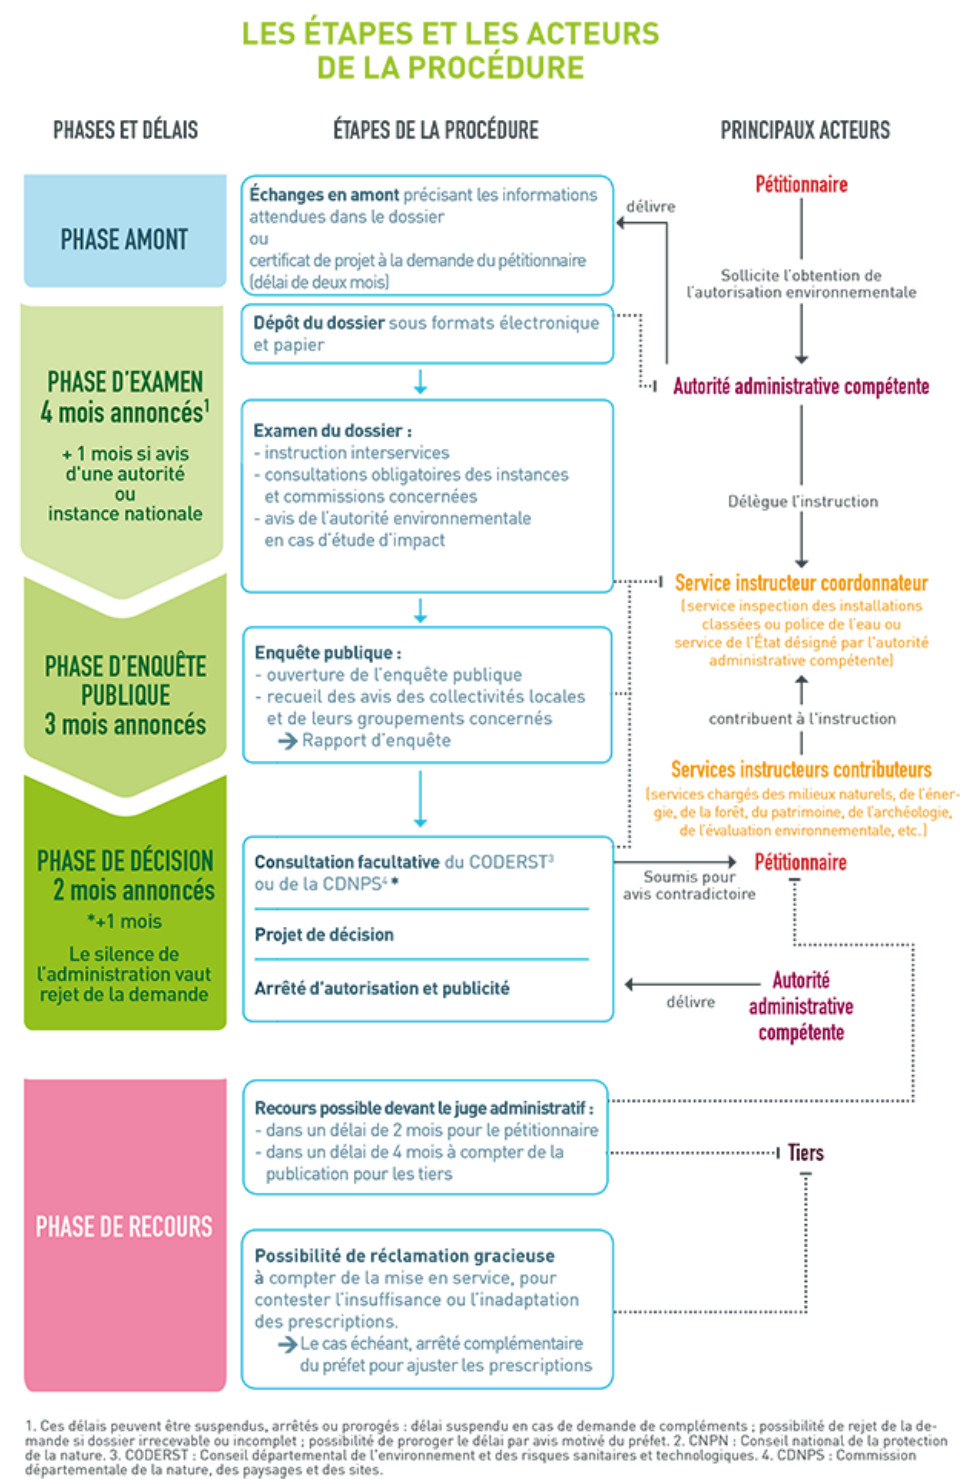 LES ÉTAPES ET LES ACTEURS
DE LA PROCÉDURE
PHASES ET DÉLAIS
ÉTAPES DE LA PROCÉDURE
PRINCIPAUX ACTEURS
PHASE AMONT
Échanges en amont précisant les informations
attendues dans le dossier
ou
certificat de projet à la demande du pétitionnaire
(délai de deux mois)
délivre
Pétitionnaire
Sollicite l'obtention de
l'autorisation environnementale
PHASE D'EXAMEN
4 mois annoncés1
+ 1 mois si avis
d'une autorité
ou
instance nationale
Dépôt du dossier sous formats électronique
et papier
Autorité administrative compétente
Examen du dossier :
- instruction interservices
- consultations obligatoires des instances
et commissions concernées
- avis de l'autorité environnementale
en cas d'étude d'impact
Délègue l'instruction
Service instructeur coordonnateur
(service inspection des installations
classées ou police de l'eau ou
service de l'État désigné par l'autorité
administrative compétente)
PHASE D'ENQUÊTE
PUBLIQUE
3 mois annoncés
Enquête publique :
- ouverture de l'enquête publique
- recueil des avis des collectivités locales
et de leurs groupements concernés
→ Rapport d'enquête
contribuent à l'instruction
Services instructeurs contributeurs
(services chargés des milieux naturels, de l'éner-
gie, de la forêt, du patrimoine, de l'archéologie,
de l'évaluation environnementale, etc.)
PHASE DE DÉCISION
2 mois annoncés
*+1 mois
Le silence de
l'administration vaut
rejet de la demande
Consultation facultative du CODERST3
ou de la CDNPS4 *
Projet de décision
Arrêté d'autorisation et publicité
Soumis pour
avis contradictoire
Pétitionnaire
délivre
Autorité
administrative
compétente
PHASE DE RECOURS
Recours possible devant le juge administratif :
- dans un délai de 2 mois pour le pétitionnaire
- dans un délai de 4 mois à compter de la
publication pour les tiers
Tiers
Possibilité de réclamation gracieuse
à compter de la mise en service, pour
contester l'insuffisance ou l'inadaptation
des prescriptions.
→ Le cas échéant, arrêté complémentaire
du préfet pour ajuster les prescriptions
1. Ces délais peuvent être suspendus, arrêtés ou prorogés : délai suspendu en cas de demande de compléments ; possibilité de rejet de la de-
mande si dossier irrecevable ou incomplet ; possibilité de proroger le délai par avis motivé du préfet. 2. CNPN : Conseil national de la protection
de la nature. 3. CODERST : Conseil départemental de l'environnement et des risques sanitaires et technologiques. 4. CDNPS : Commission
départementale de la nature, des paysages et des sites.